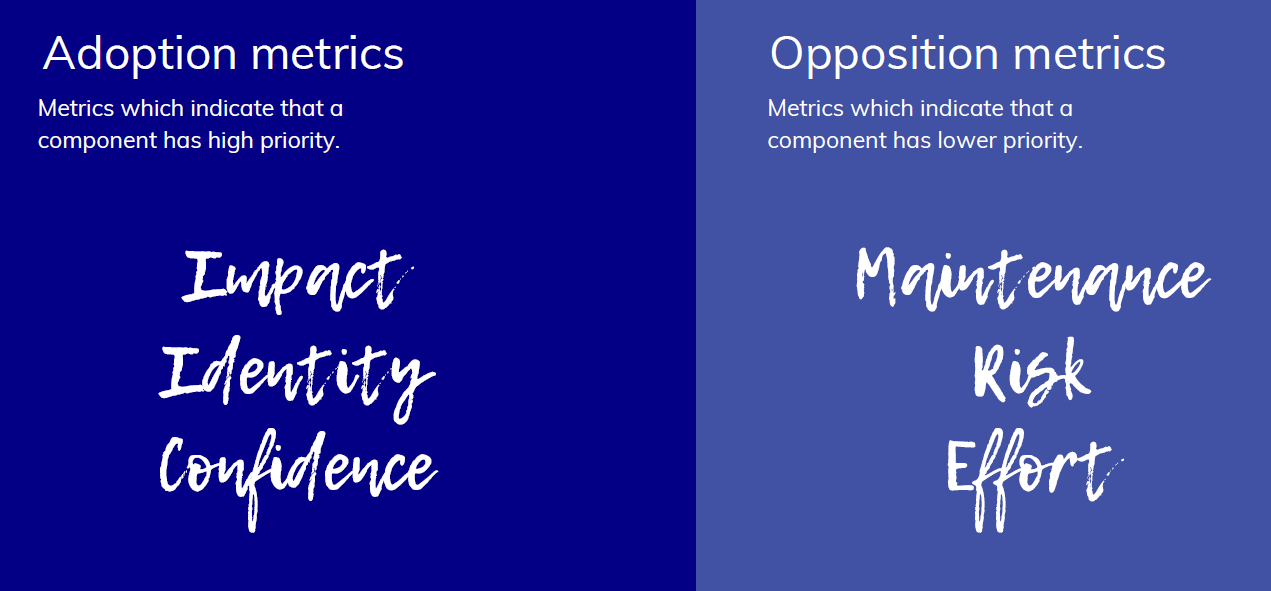 Adoption metrics
Metrics which indicate that a
component has high priority.
Impact
Identity
Confidence
Opposition metrics
Metrics which indicate that a
component has lower priority.
Maintenance
Risk
Effort